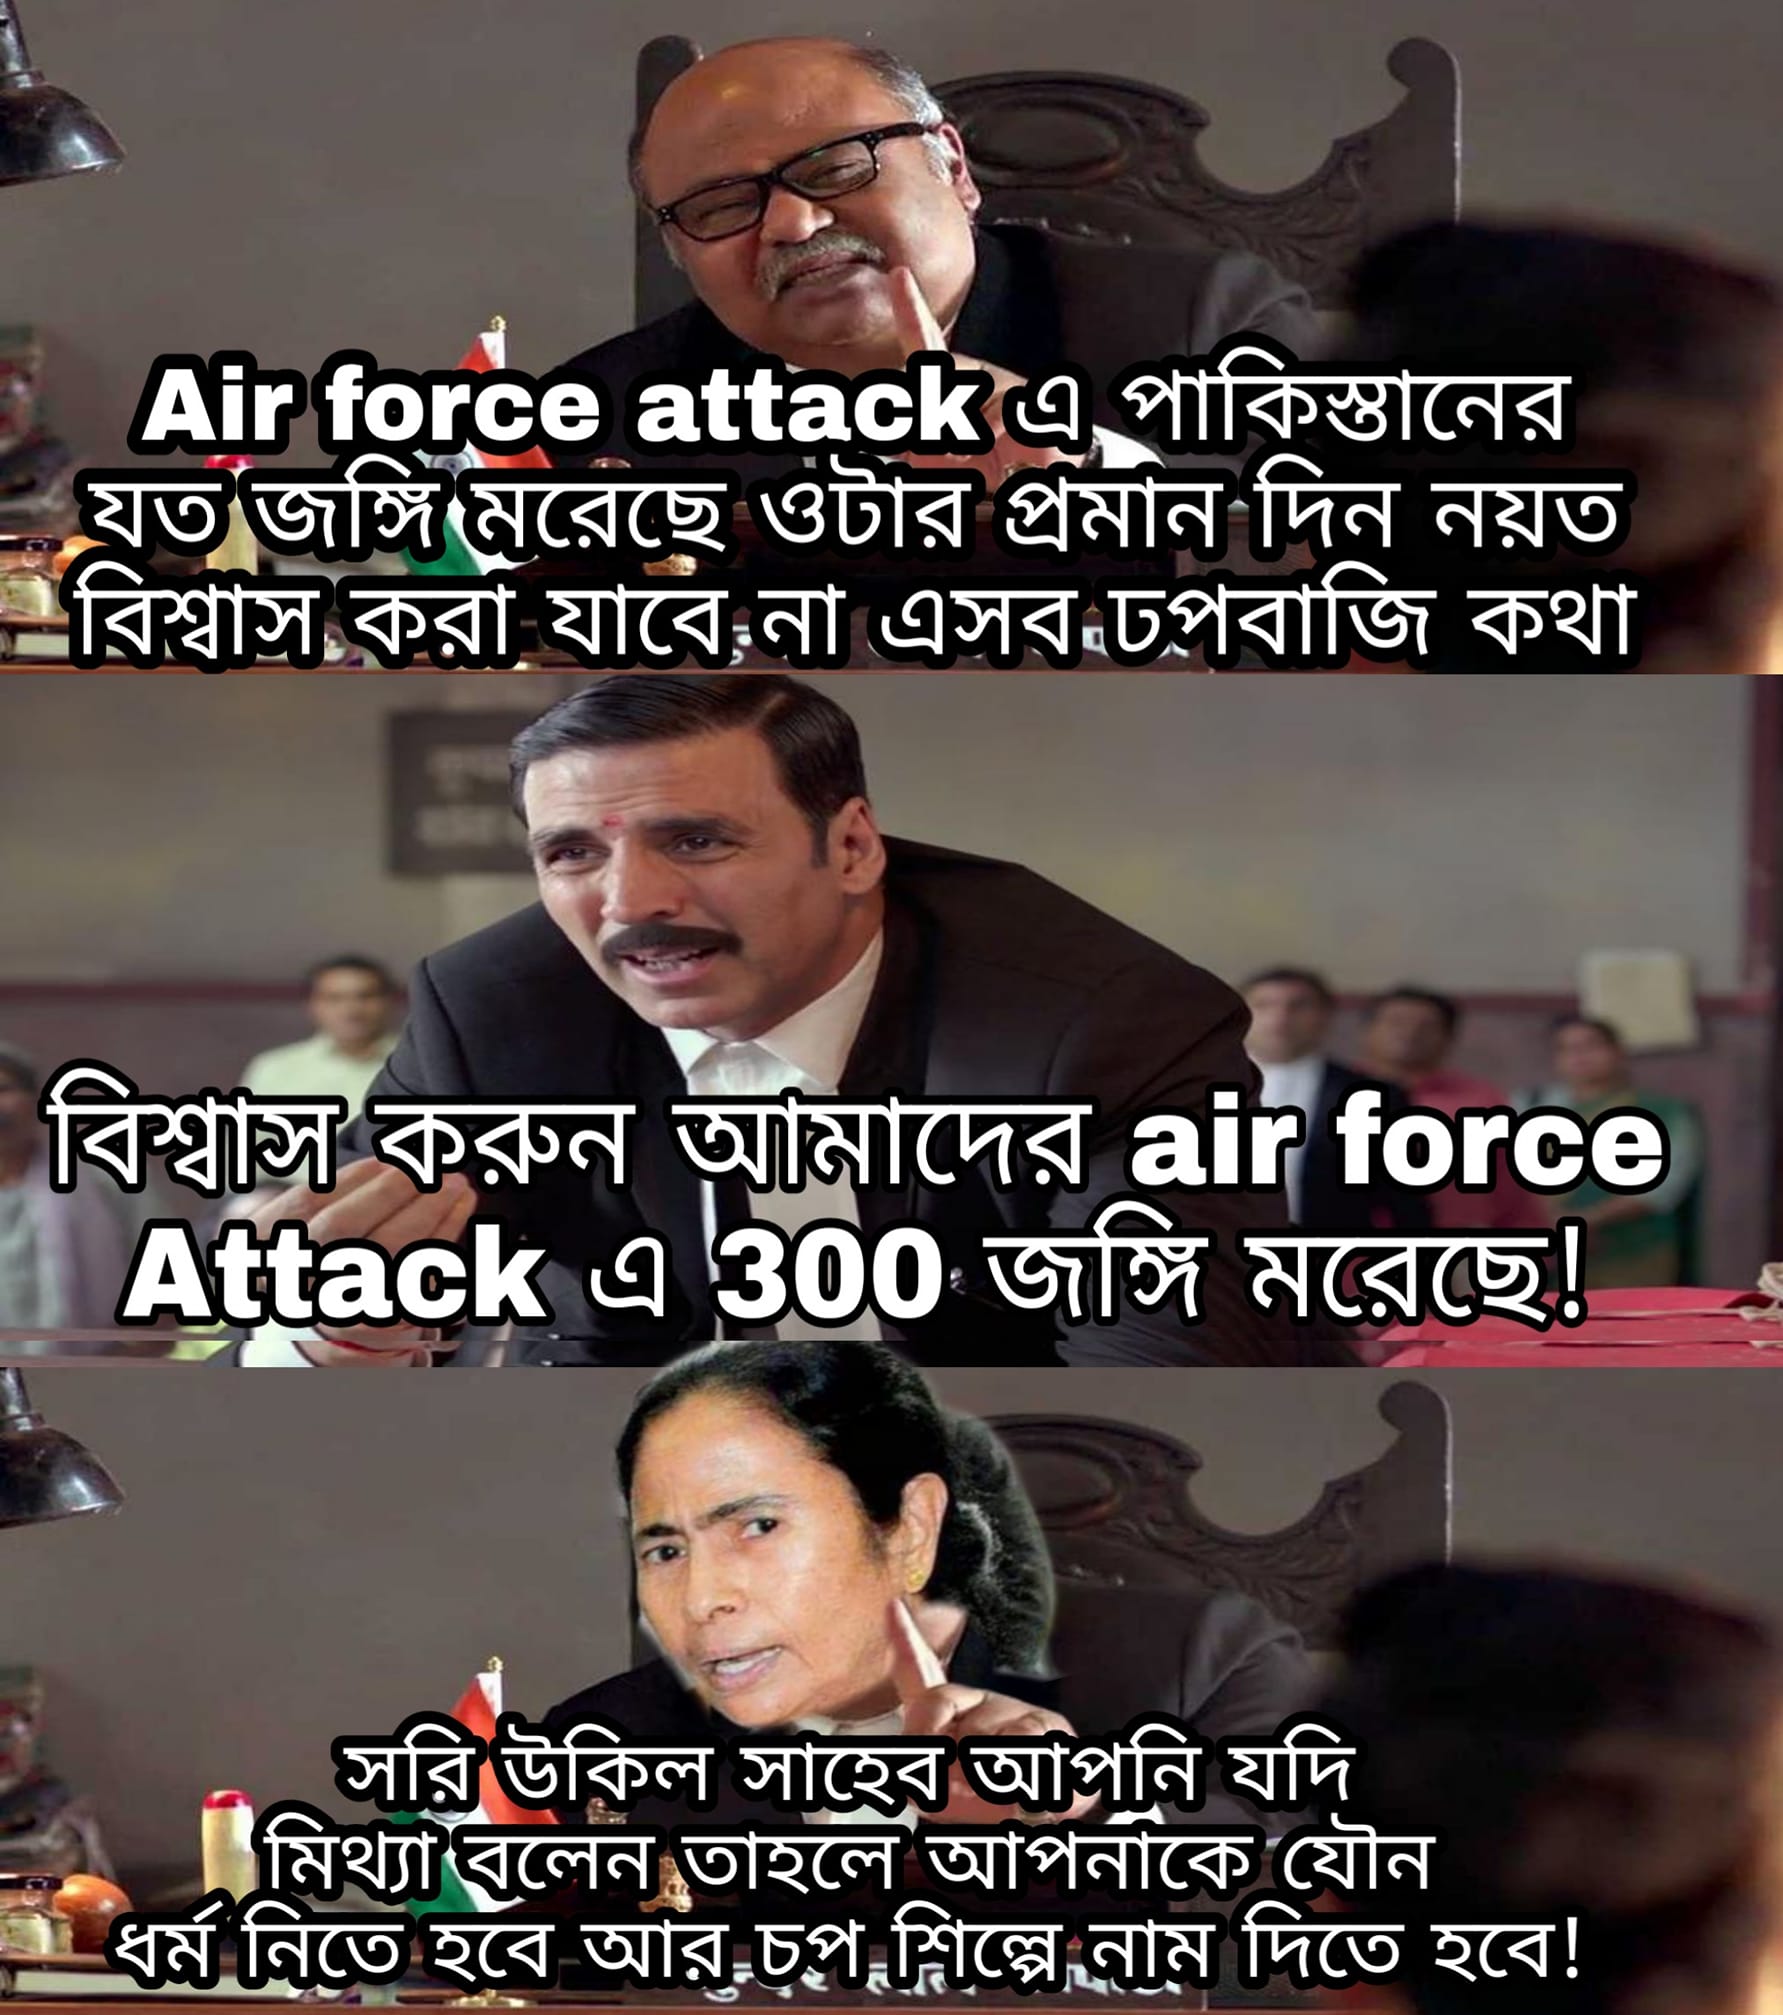 Air force attack এ পাকিস্তানের
যত জঙ্গি মরেছে ওটার প্রমান দিন নয়ত
বিশ্বাস করা যাবে না এসব ঢপবাজি কথা
বিশ্বাস করুন আমাদের air force
Attack এ 300 জঙ্গি মরেছে!
সরি উকিল সাহেব আপনি যদি
মিথ্যা বলেন তাহলে আপনাকে যৌন
ধর্ম নিতে হবে আর চপ শিল্পে নাম দিতে হবে!